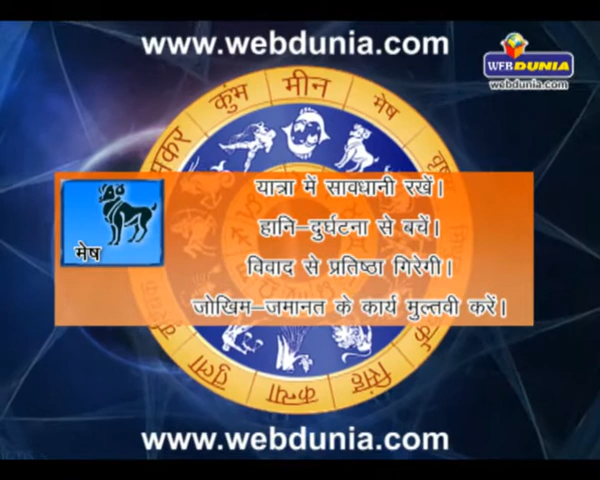 www.webdunia.com
WEBDUNIA
webdunia.com
कुंभ
मीन
मेष
मकर
यात्रा में सावधानी रखें।
हानि-दुर्घटना से बचें।
विवाद से प्रतिष्ठा गिरेगी।
जोखिम-जमानत के कार्य मुल्तवी करें।
मेष
तुला
कन्या
सिंह
www.webdunia.com